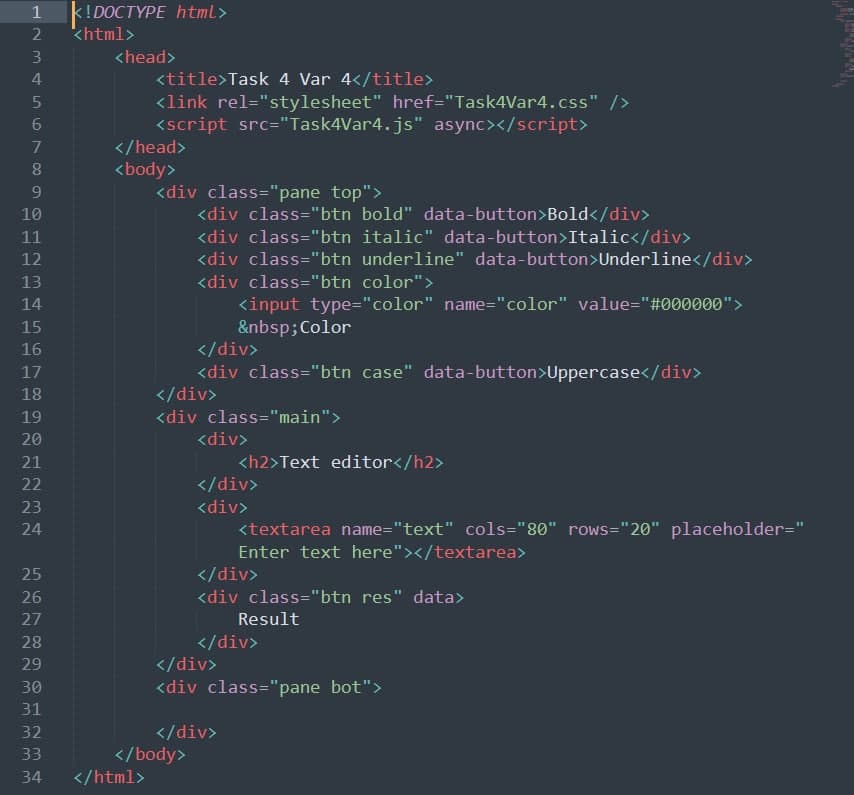 1 <!DOCTYPE html>
2 <html>
3     <head>
4         <title>Task 4 Var 4</title>
5         <link rel="stylesheet" href="Task4Var4.css" />
6         <script src="Task4Var4.js" async></script>
7     </head>
8     <body>
9         <div class="pane top">
10             <div class="btn bold" data-button>Bold</div>
11             <div class="btn italic" data-button>Italic</div>
12             <div class="btn underline" data-button>Underline</div>
13             <div class="btn color">
14                 <input type="color" name="color" value="#000000">
15                 &nbsp;Color
16             </div>
17             <div class="btn case" data-button>Uppercase</div>
18         </div>
19         <div class="main">
20             <div>
21                 <h2>Text editor</h2>
22             </div>
23             <div>
24                 <textarea name="text" cols="80" rows="20" placeholder="
                Enter text here"></textarea>
25             </div>
26             <div class="btn res" data>
27                 Result
28             </div>
29         </div>
30         <div class="pane bot">
31
32         </div>
33     </body>
34 </html>